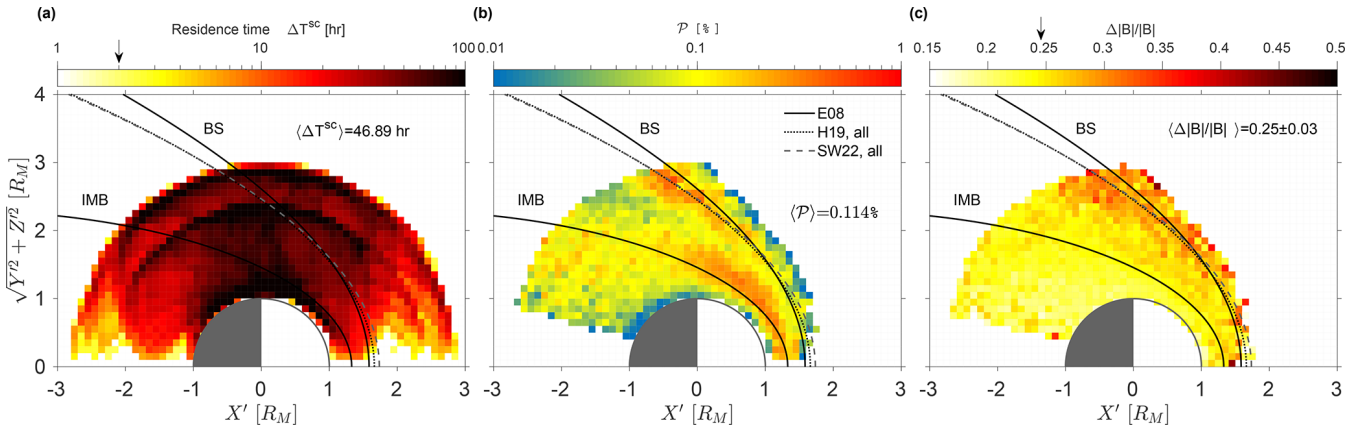 (a)
Residence time ΔT^sc [hr]
1 10 100
BS
⟨ΔT^sc⟩=46.89 hr
IMB
√Y′² + Z′² [R_M]
4
3
2
1
0
-3 -2 -1 0 1 2 3
X′ [R_M]
(b)
𝒫 [%]
0.01 0.1 1
BS
E08
H19, all
SW22, all
IMB
⟨𝒫⟩=0.114%
-3 -2 -1 0 1 2 3
X′ [R_M]
(c)
Δ|B|/|B|
0.15 0.2 0.25 0.3 0.35 0.4 0.45 0.5
BS
⟨Δ|B|/|B| ⟩=0.25±0.03
IMB
-3 -2 -1 0 1 2 3
X′ [R_M]